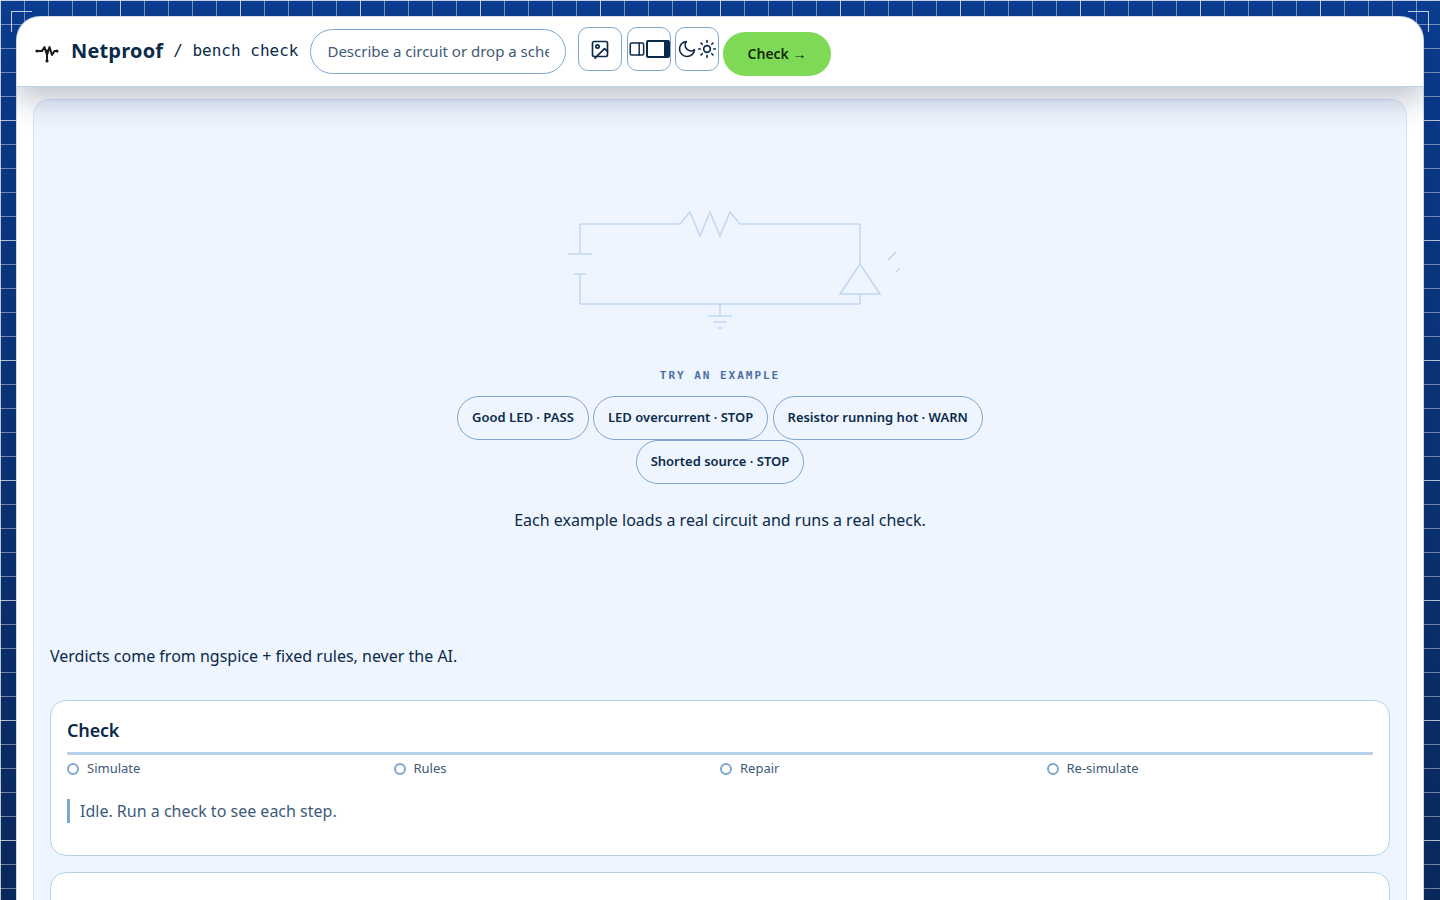 Netproof / bench check Describe a circuit or drop a sche Check →
TRY AN EXAMPLE
Good LED · PASS LED overcurrent · STOP Resistor running hot · WARN
Shorted source · STOP
Each example loads a real circuit and runs a real check.
Verdicts come from ngspice + fixed rules, never the AI.
Check
Simulate Rules Repair Re-simulate
Idle. Run a check to see each step.